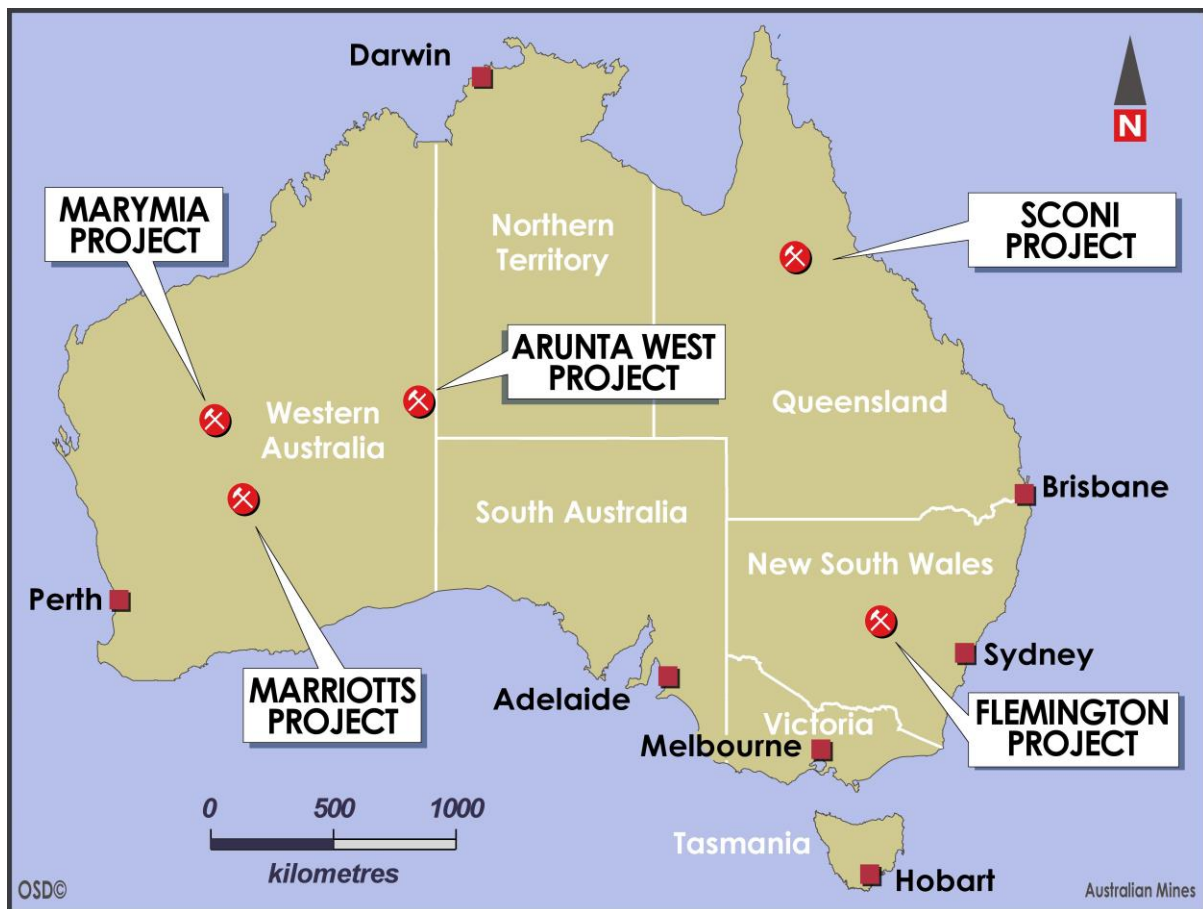 Darwin
N
MARYMIA
PROJECT
SCONI
PROJECT
Northern
Territory
ARUNTA WEST
PROJECT
Western
Australia
Queensland
South Australia
Brisbane
New South Wales
Perth
Sydney
MARRIOTTS
PROJECT
Adelaide
FLEMINGTON
PROJECT
Victoria
Melbourne
0 500 1000
kilometres
Tasmania
Hobart
OSD©
Australian Mines